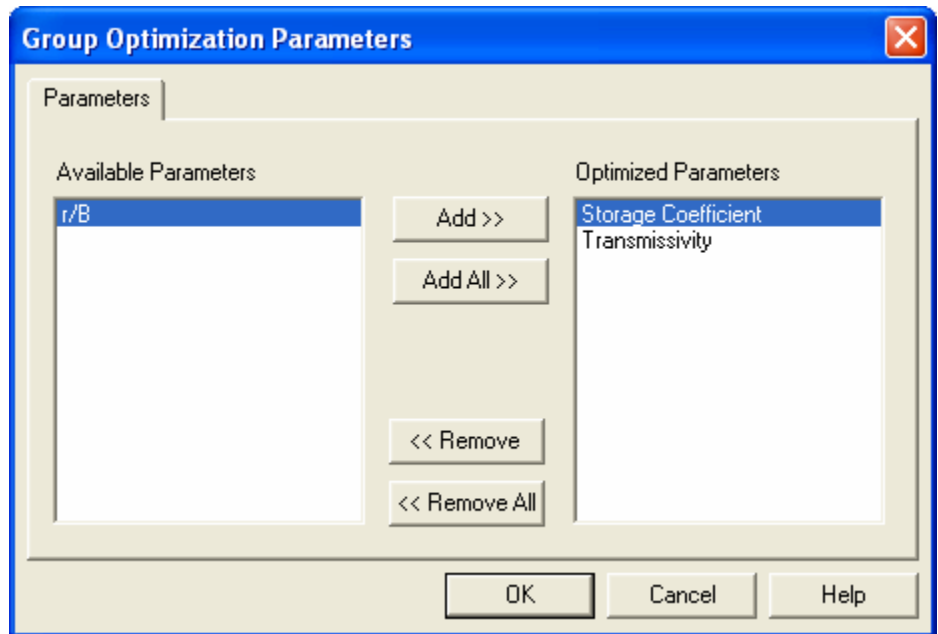 Group Optimization Parameters
Parameters
Available Parameters
r/B
Add >>
Add All >>
<< Remove
<< Remove All
Optimized Parameters
Storage Coefficient
Transmissivity
OK
Cancel
Help